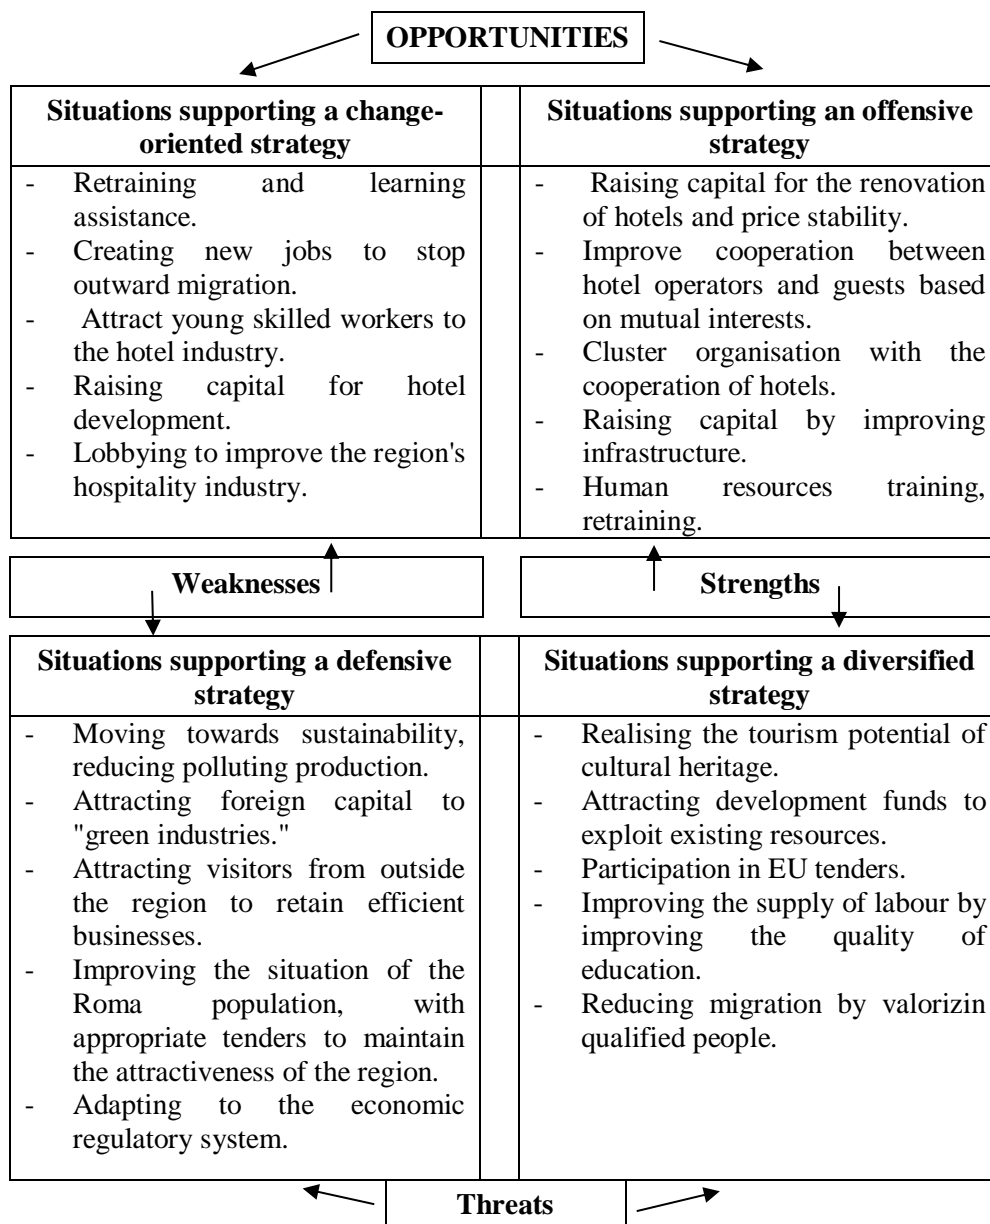 OPPORTUNITIES
Situations supporting a change-
oriented strategy
- Retraining and learning
assistance.
- Creating new jobs to stop
outward migration.
- Attract young skilled workers to
the hotel industry.
- Raising capital for hotel
development.
- Lobbying to improve the region's
hospitality industry.
Situations supporting an offensive
strategy
- Raising capital for the renovation
of hotels and price stability.
- Improve cooperation between
hotel operators and guests based
on mutual interests.
- Cluster organisation with the
cooperation of hotels.
- Raising capital by improving
infrastructure.
- Human resources training,
retraining.
Weaknesses
Strengths
Situations supporting a defensive
strategy
- Moving towards sustainability,
reducing polluting production.
- Attracting foreign capital to
"green industries."
- Attracting visitors from outside
the region to retain efficient
businesses.
- Improving the situation of the
Roma population, with
appropriate tenders to maintain
the attractiveness of the region.
- Adapting to the economic
regulatory system.
Situations supporting a diversified
strategy
- Realising the tourism potential of
cultural heritage.
- Attracting development funds to
exploit existing resources.
- Participation in EU tenders.
- Improving the supply of labour by
improving the quality of
education.
- Reducing migration by valorizin
qualified people.
Threats